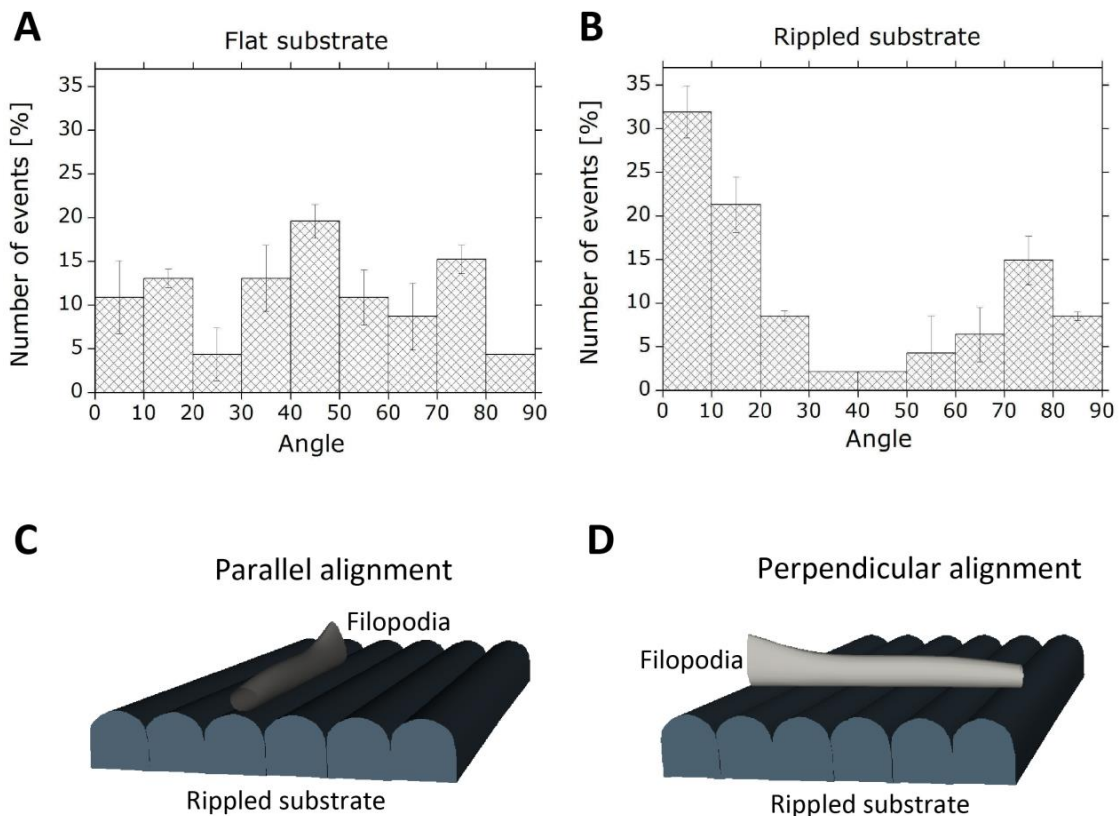 A
Flat substrate
Number of events [%]
35
30
25
20
15
10
5
0
0 10 20 30 40 50 60 70 80 90
Angle
B
Rippled substrate
Number of events [%]
35
30
25
20
15
10
5
0
0 10 20 30 40 50 60 70 80 90
Angle
C
Parallel alignment
Filopodia
Rippled substrate
D
Perpendicular alignment
Filopodia
Rippled substrate